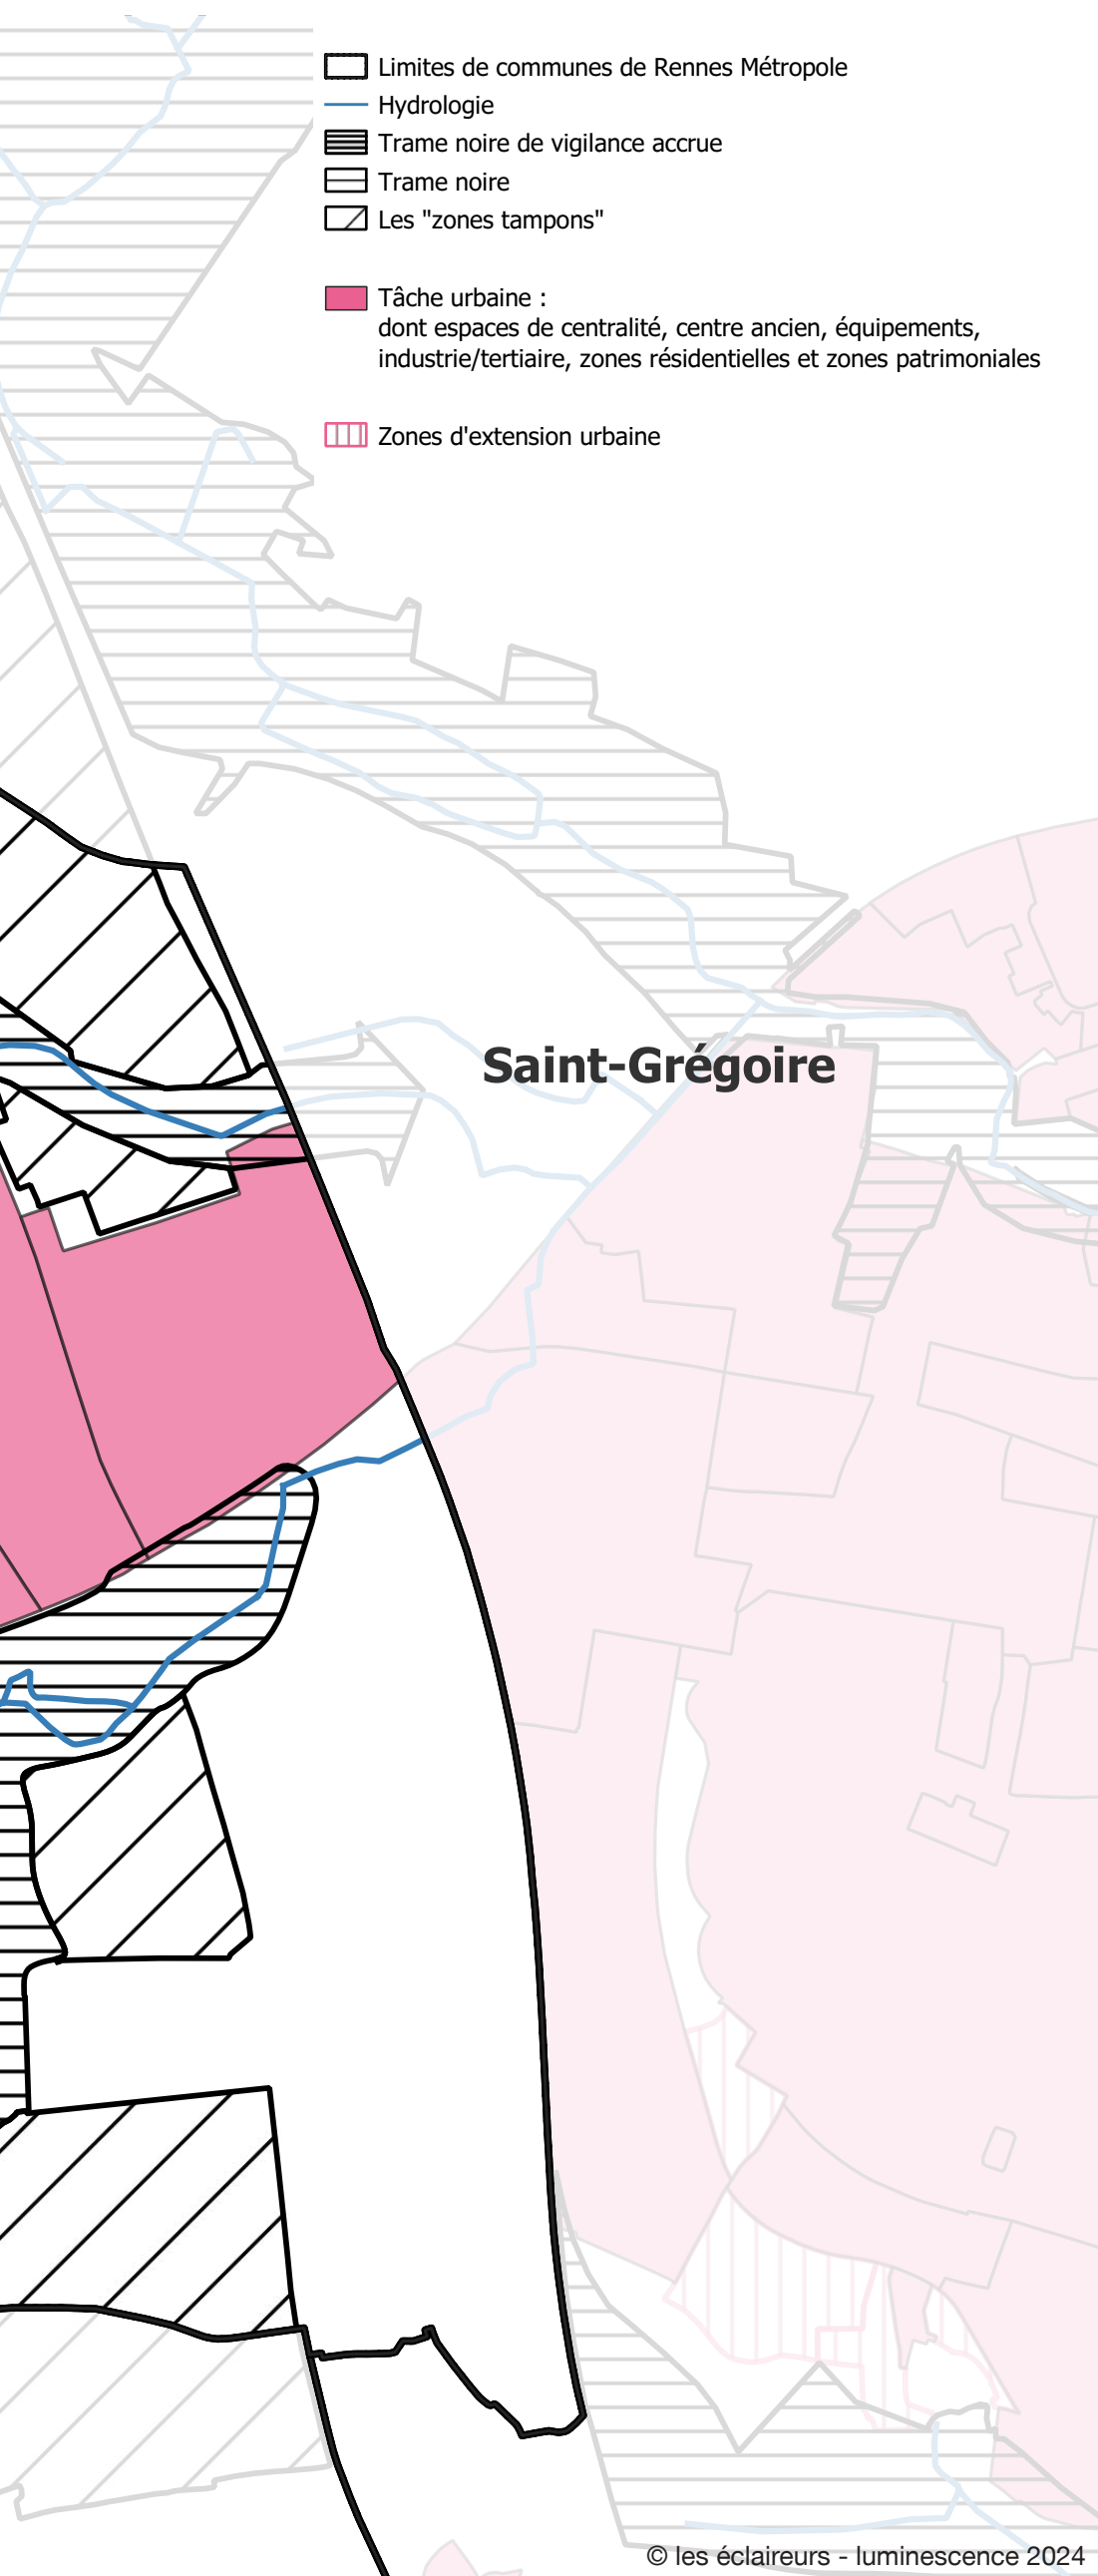 Limites de communes de Rennes Métropole
Hydrologie
Trame noire de vigilance accrue
Trame noire
Les "zones tampons"
Tâche urbaine :
dont espaces de centralité, centre ancien, équipements,
industrie/tertiaire, zones résidentielles et zones patrimoniales
Zones d'extension urbaine
Saint-Grégoire
© les éclaireurs - luminescence 2024